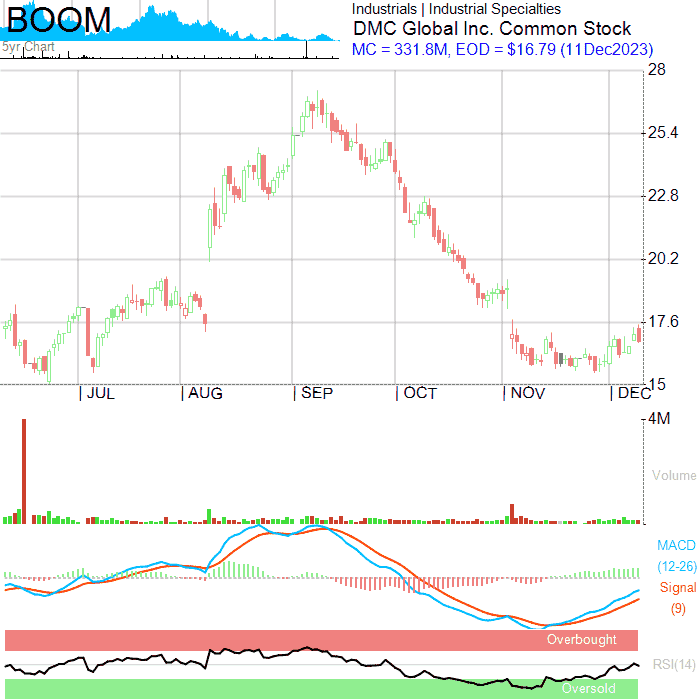 BOOM
5yr Chart
Industrials | Industrial Specialties
DMC Global Inc. Common Stock
MC = 331.8M, EOD = $16.79 (11Dec2023)
28
25.4
22.8
20.2
17.6
15
JUL
AUG
SEP
OCT
NOV
DEC
4M
Volume
MACD
(12-26)
Signal
(9)
Overbought
RSI(14)
Oversold